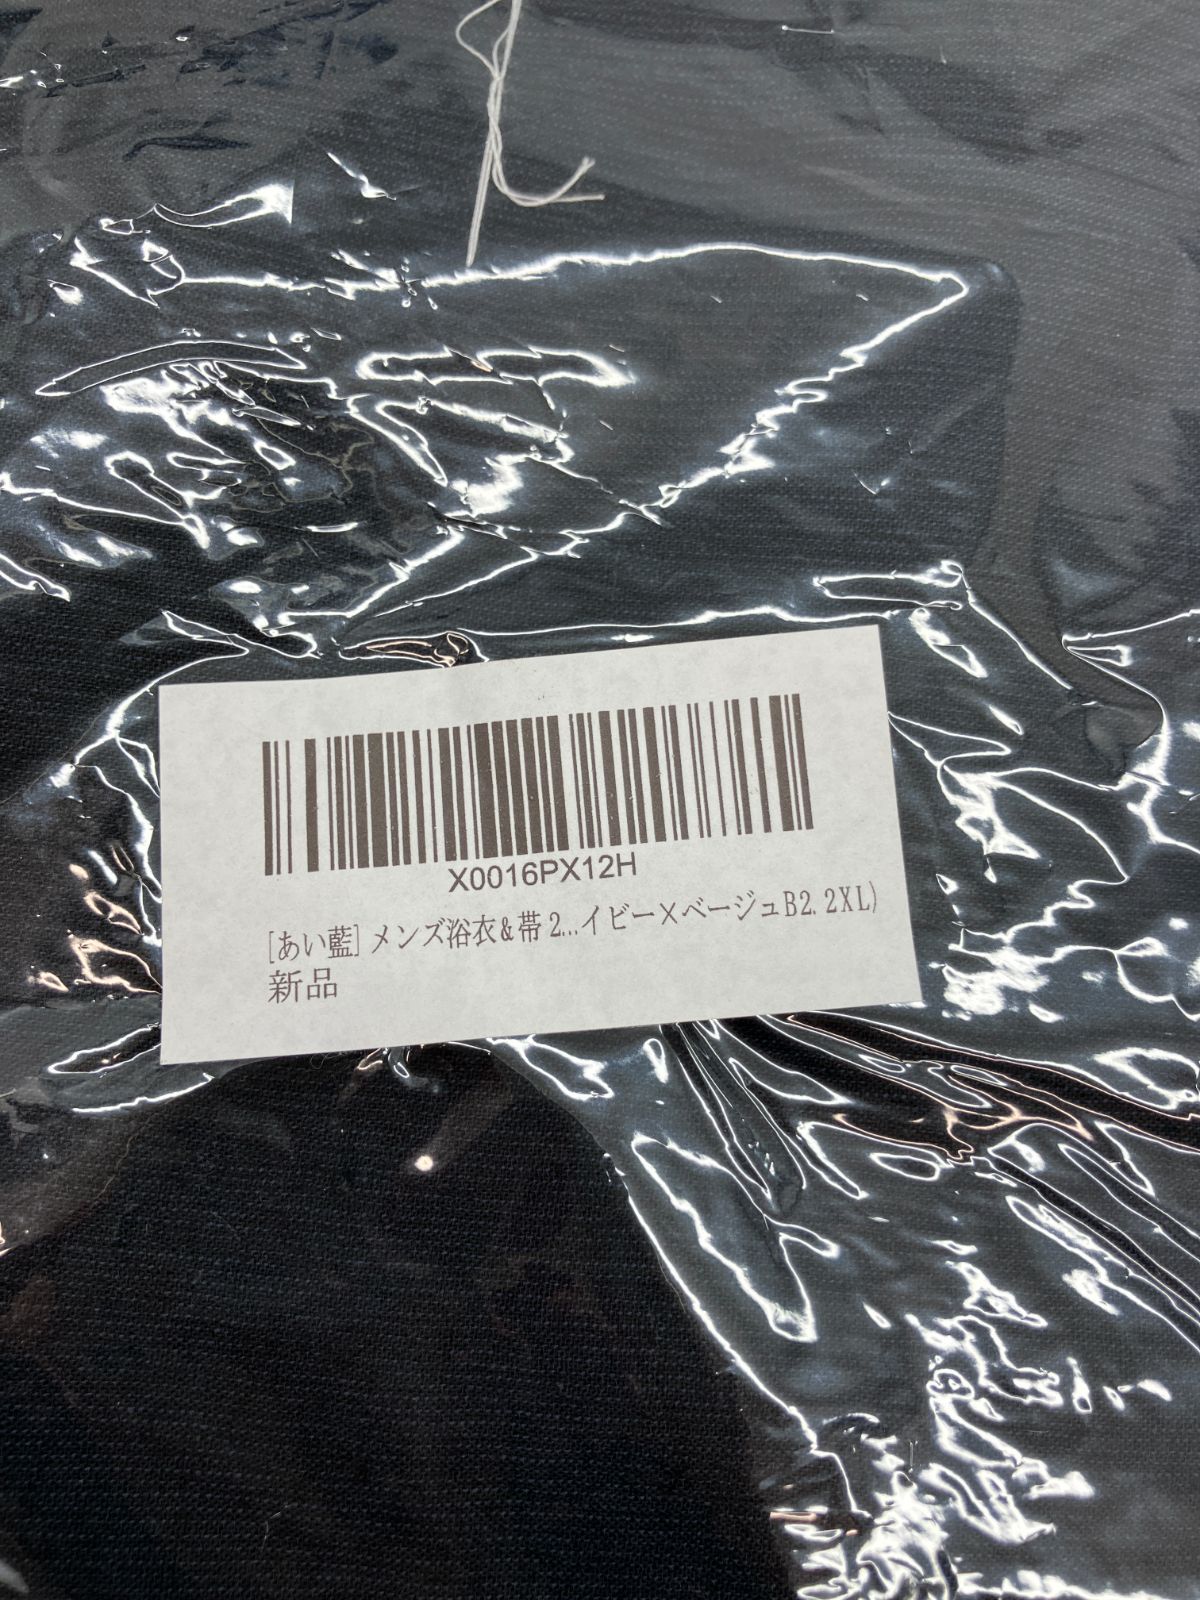 X0016PX12H
[あい藍] メンズ浴衣&帯 2...イビー×ベージュB2, 2XL)
新品